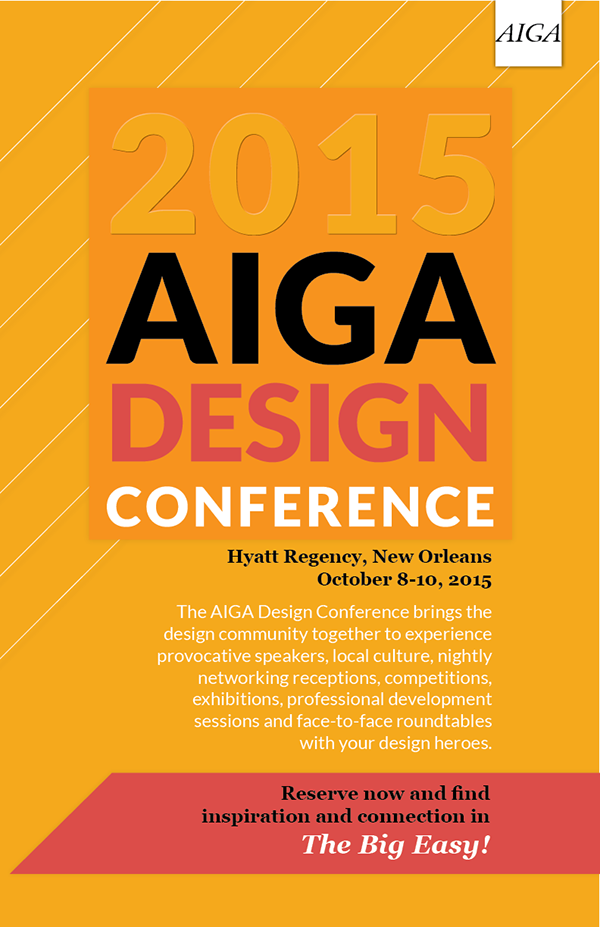 AIGA
2015
AIGA
DESIGN
CONFERENCE
Hyatt Regency, New Orleans
October 8-10, 2015
The AIGA Design Conference brings the
design community together to experience
provocative speakers, local culture, nightly
networking receptions, competitions,
exhibitions, professional development
sessions and face-to-face roundtables
with your design heroes.
Reserve now and find
inspiration and connection in
The Big Easy!